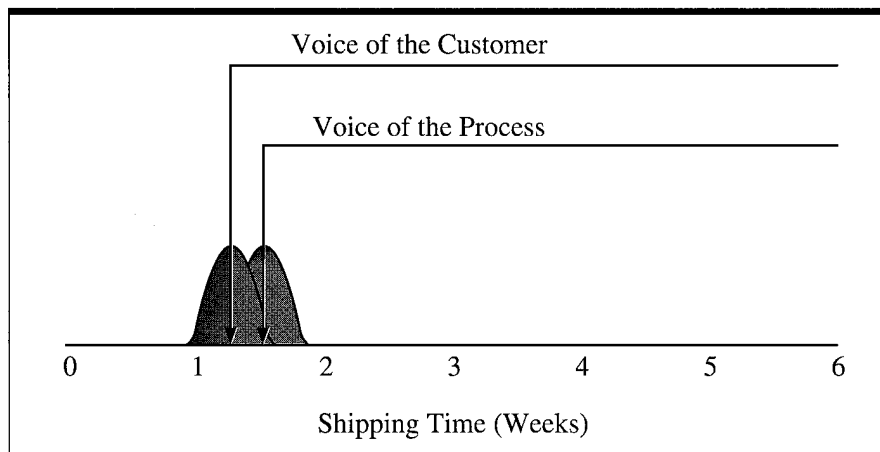 Voice of the Customer
Voice of the Process
0 1 2 3 4 5 6
Shipping Time (Weeks)